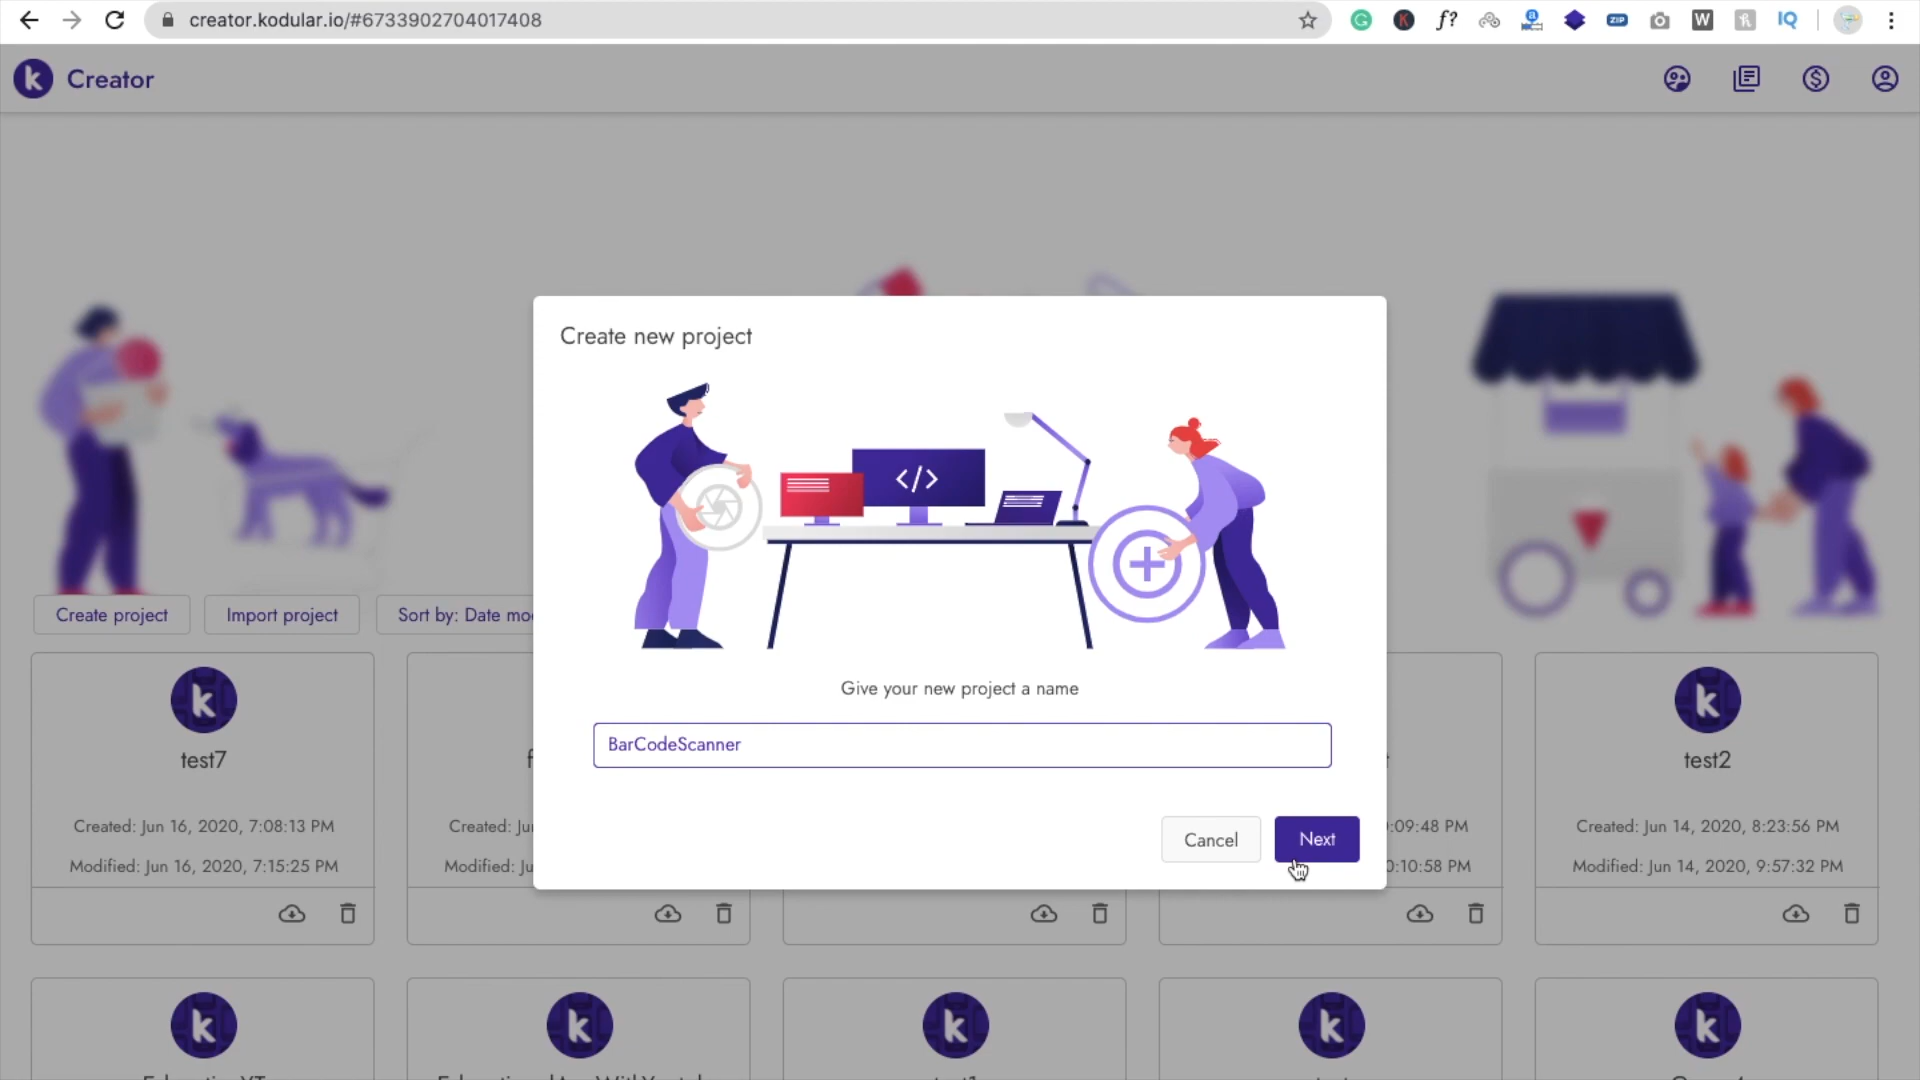 creator.kodular.io/#6733902704017408
Creator
Create new project
</>
Give your new project a name
BarCodeScanner
Cancel
Next
Create project
Import project
Sort by: Date mo
test7
Created: Jun 16, 2020, 7:08:13 PM
Modified: Jun 16, 2020, 7:15:25 PM
Created: Ju
Modified: Ju
:09:48 PM
0:10:58 PM
test2
Created: Jun 14, 2020, 8:23:56 PM
Modified: Jun 14, 2020, 9:57:32 PM